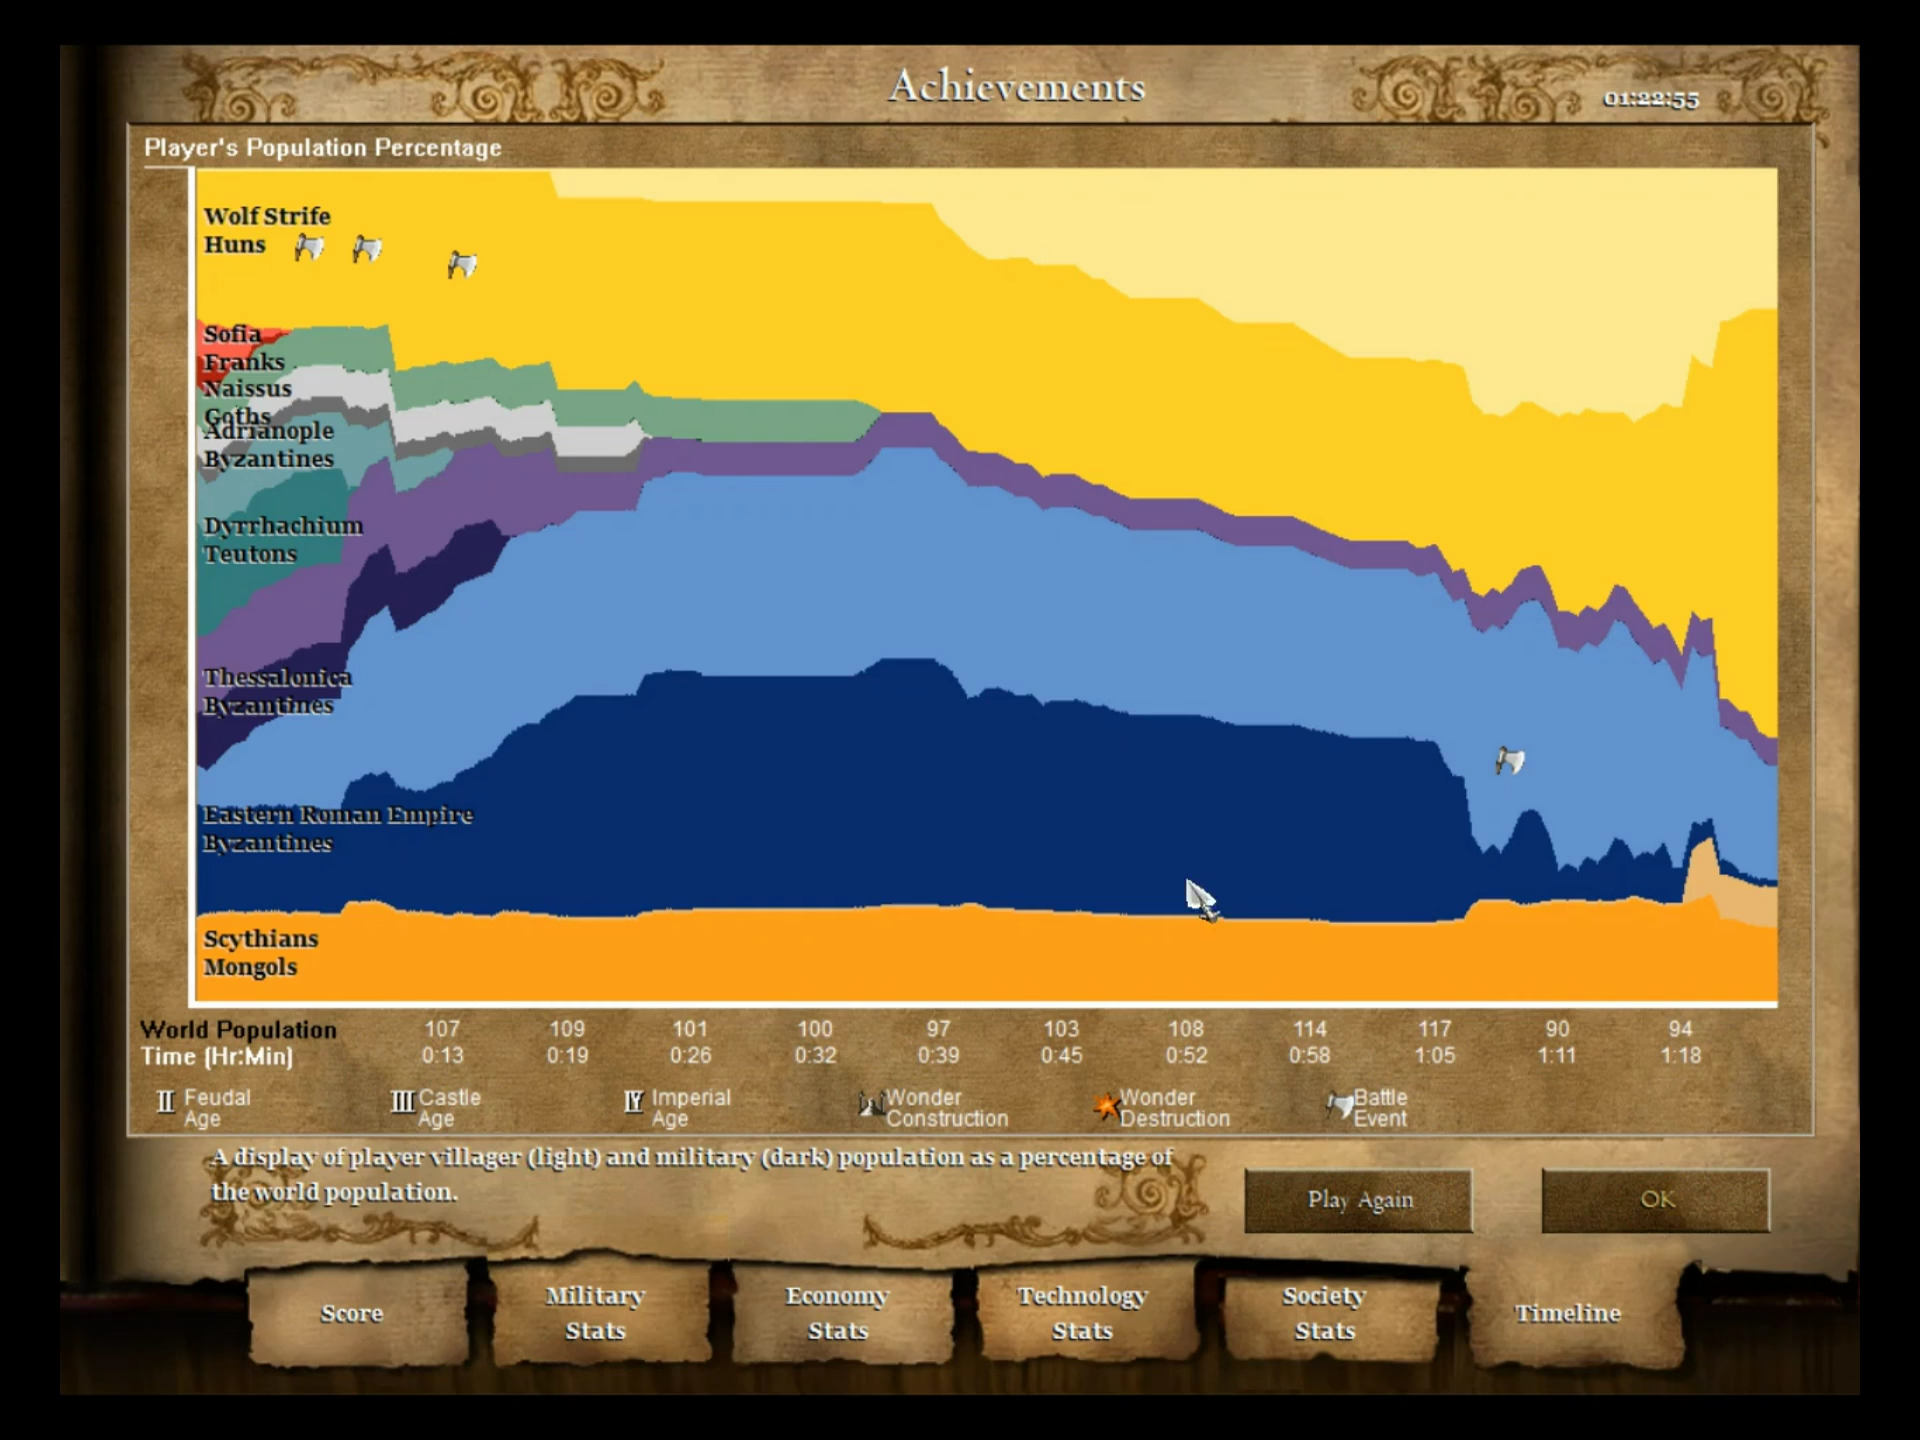 Achievements
01:22:55
Player's Population Percentage
Wolf Strife
Huns
Sofia
Franks
Naissus
Goths
Adrianople
Byzantines
Dyrrhachium
Teutons
Thessalonica
Byzantines
Eastern Roman Empire
Byzantines
Scythians
Mongols
World Population 107 109 101 100 97 103 108 114 117 90 94
Time (Hr:Min) 0:13 0:19 0:26 0:32 0:39 0:45 0:52 0:58 1:05 1:11 1:18
II Feudal Age
III Castle Age
IV Imperial Age
Wonder Construction
Wonder Destruction
Battle Event
A display of player villager (light) and military (dark) population as a percentage of
the world population.
Play Again
OK
Score
Military Stats
Economy Stats
Technology Stats
Society Stats
Timeline